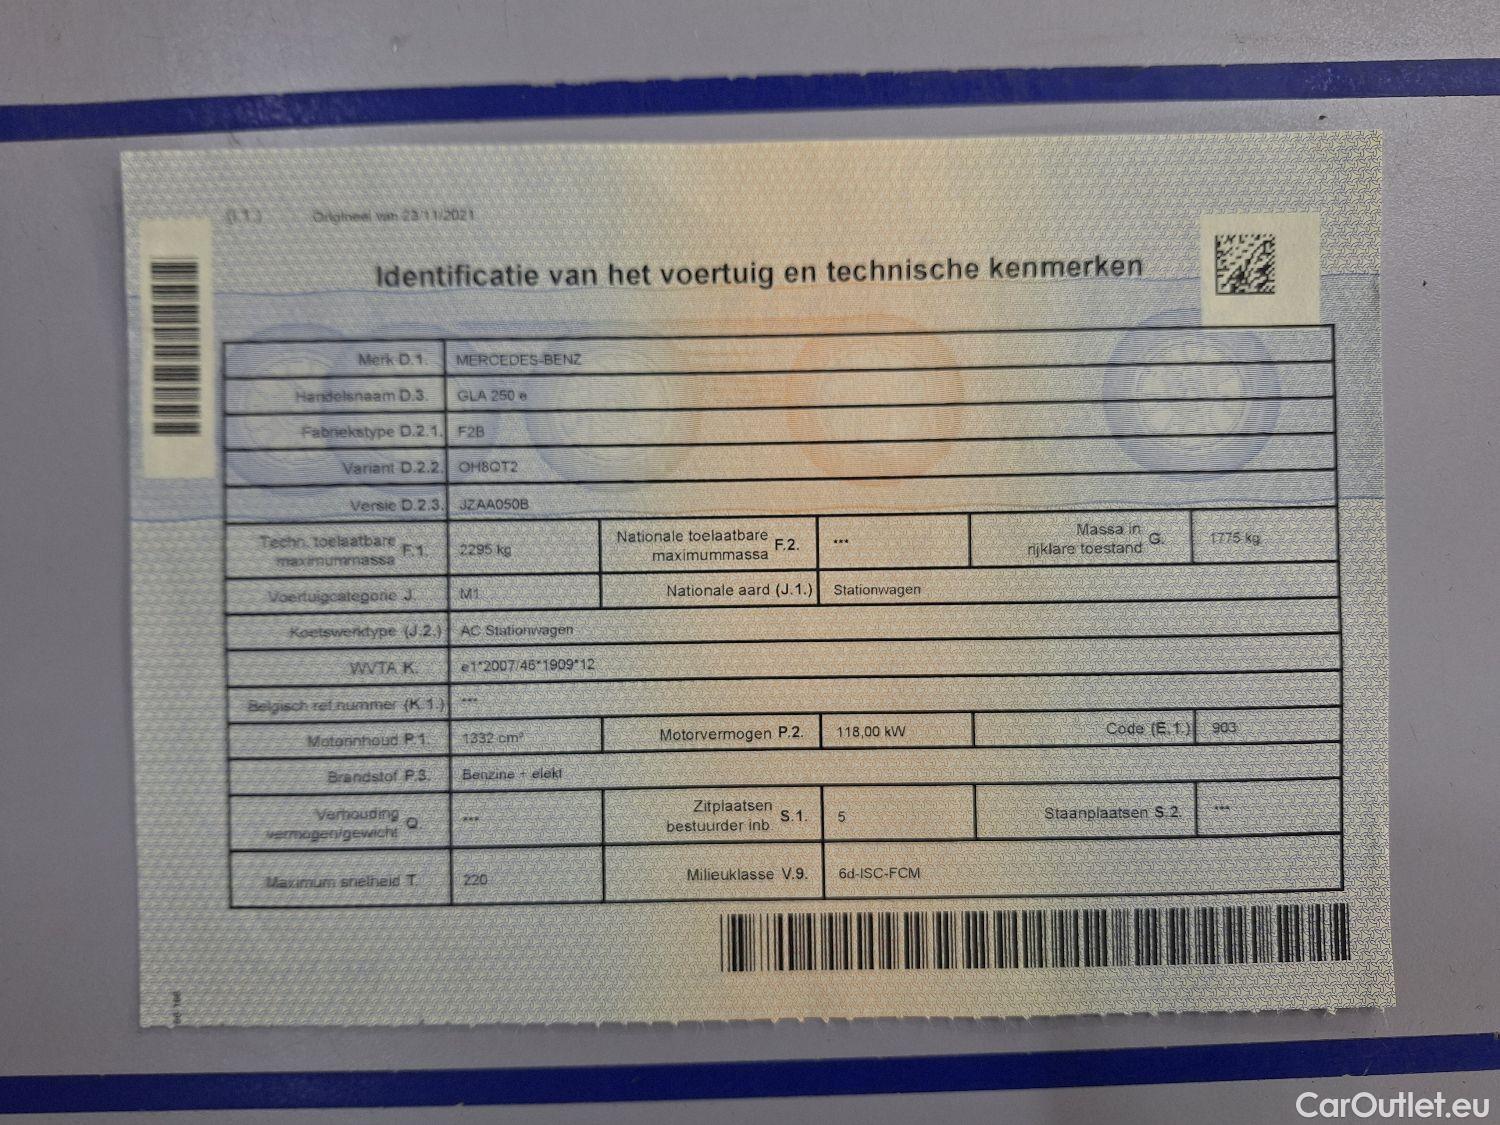 (I.1.) Origineel van 23/11/2021
Identificatie van het voertuig en technische kenmerken
Merk D.1. MERCEDES-BENZ
Handelsnaam D.3. GLA 250 e
Fabriekstype D.2.1. F2B
Variant D.2.2. OH8QT2
Versie D.2.3. JZAA050B
Techn. toelaatbare maximummassa F.1. 2295 kg Nationale toelaatbare maximummassa F.2. *** Massa in rijklare toestand G. 1775 kg
Voertuigcategorie J. M1 Nationale aard (J.1.) Stationwagen
Koetswerktype (J.2.) AC Stationwagen
WVTA K. e1*2007/46*1909*12
Belgisch ref.nummer (K.1.) ***
Motorinhoud P.1. 1332 cm³ Motorvermogen P.2. 118,00 kW Code (E.1.) 903
Brandstof P.3. Benzine + elekt
Verhouding vermogen/gewicht Q. *** Zitplaatsen bestuurder inb. S.1. 5 Staanplaatsen S.2. ***
Maximum snelheid T. 220 Milieuklasse V.9. 6d-ISC-FCM
CarOutlet.eu